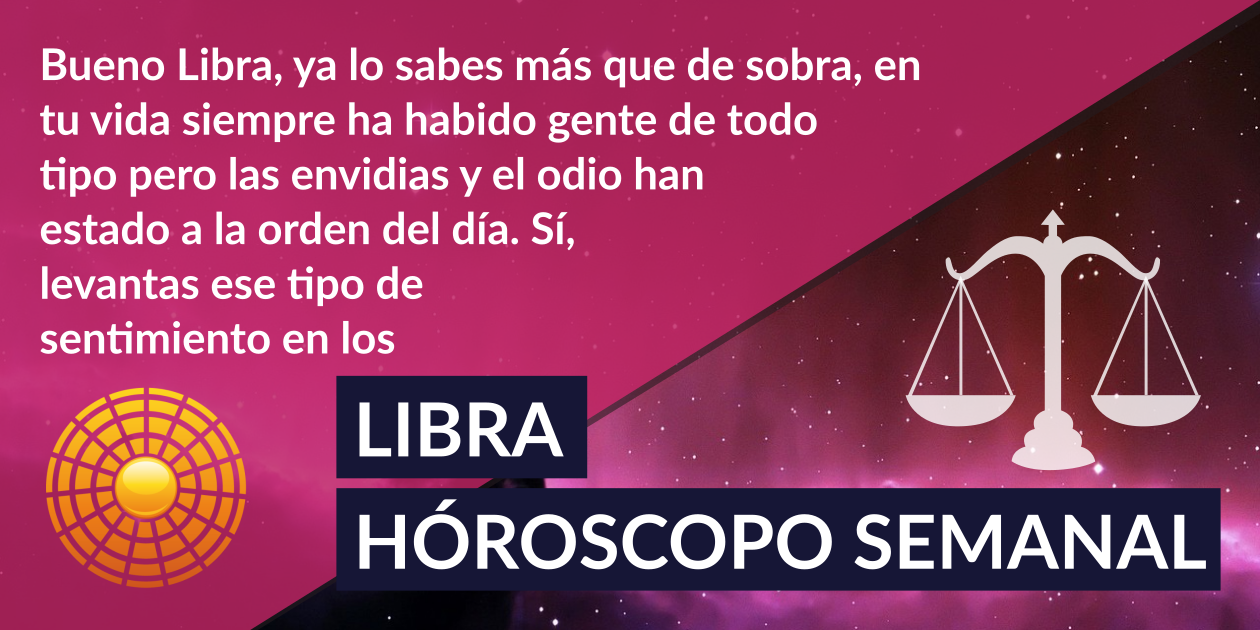 Bueno Libra, ya lo sabes más que de sobra, en
tu vida siempre ha habido gente de todo
tipo pero las envidias y el odio han
estado a la orden del día. Sí,
levantas ese tipo de
sentimiento en los
LIBRA
HÓROSCOPO SEMANAL